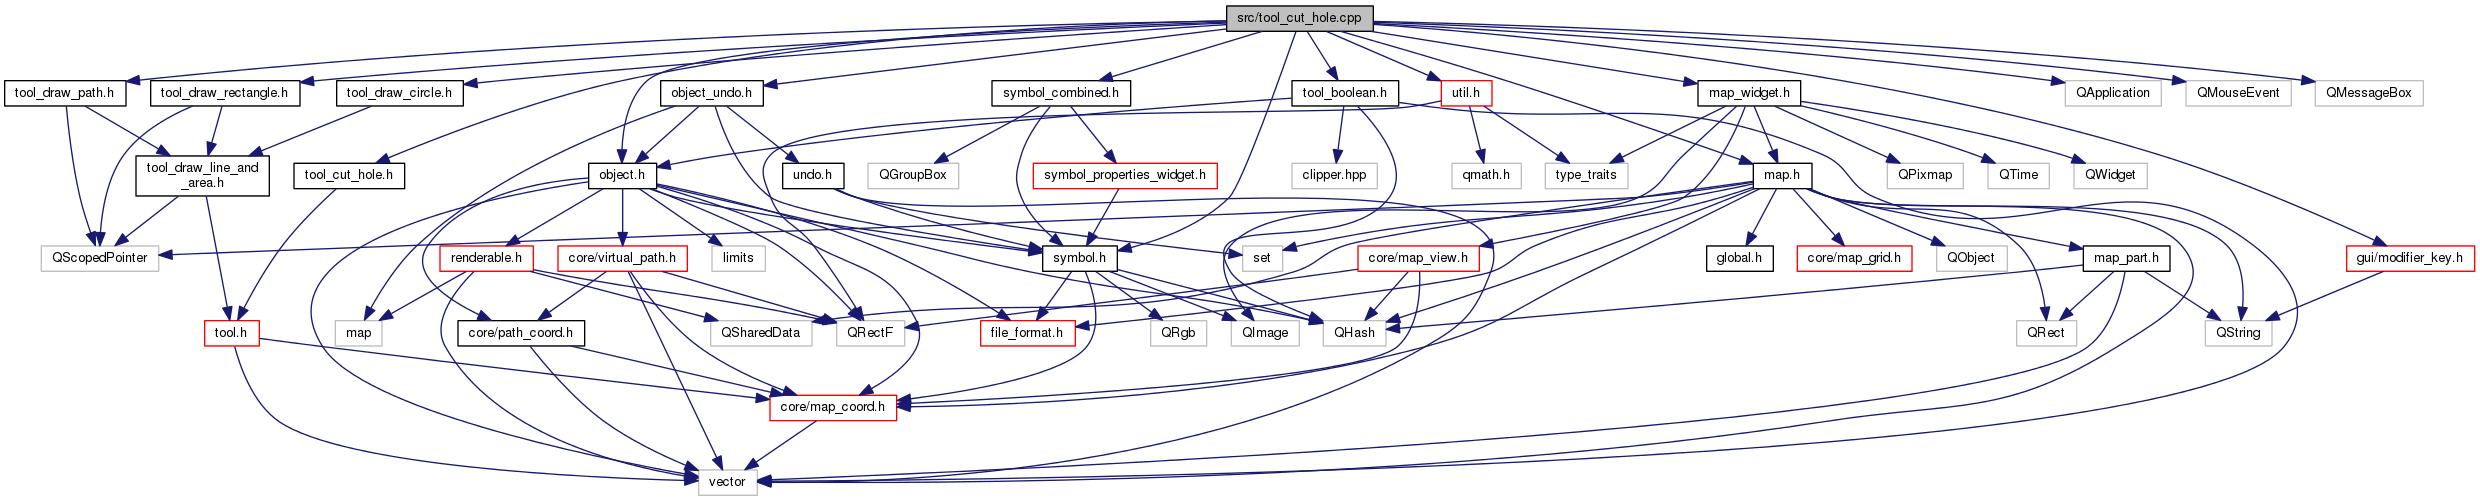 src/tool_cut_hole.cpp
tool_draw_path.h
tool_draw_rectangle.h
tool_draw_circle.h
object_undo.h
symbol_combined.h
tool_boolean.h
util.h
map_widget.h
QApplication
QMouseEvent
QMessageBox
tool_draw_line_and
_area.h
tool_cut_hole.h
object.h
undo.h
QGroupBox
symbol_properties_widget.h
clipper.hpp
qmath.h
type_traits
map.h
QPixmap
QTime
QWidget
QScopedPointer
renderable.h
core/virtual_path.h
limits
symbol.h
set
core/map_view.h
global.h
core/map_grid.h
QObject
map_part.h
gui/modifier_key.h
tool.h
map
core/path_coord.h
QSharedData
QRectF
file_format.h
QRgb
QImage
QHash
QRect
QString
core/map_coord.h
vector